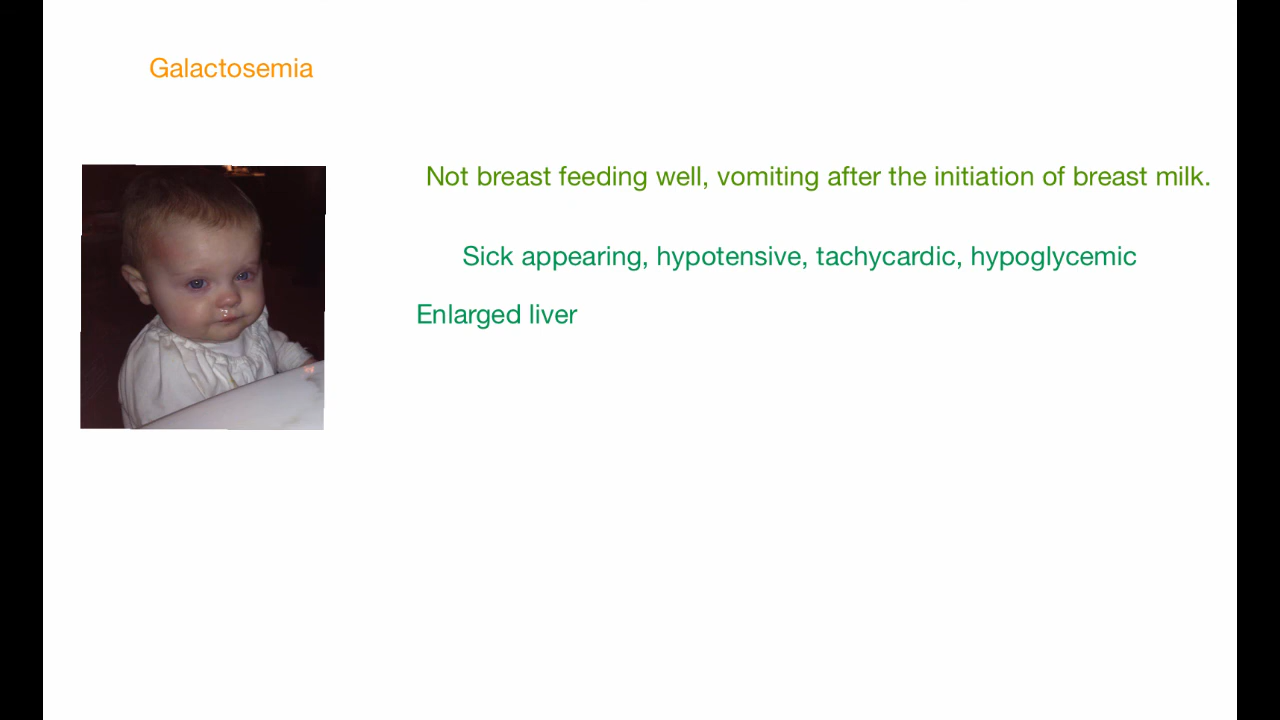 Galactosemia
Not breast feeding well, vomiting after the initiation of breast milk.
Sick appearing, hypotensive, tachycardic, hypoglycemic
Enlarged liver